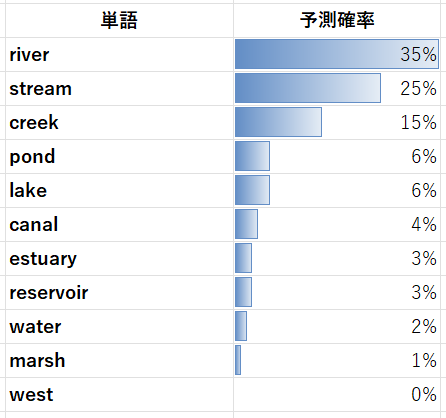 単語 予測確率
river 35%
stream 25%
creek 15%
pond 6%
lake 6%
canal 4%
estuary 3%
reservoir 3%
water 2%
marsh 1%
west 0%